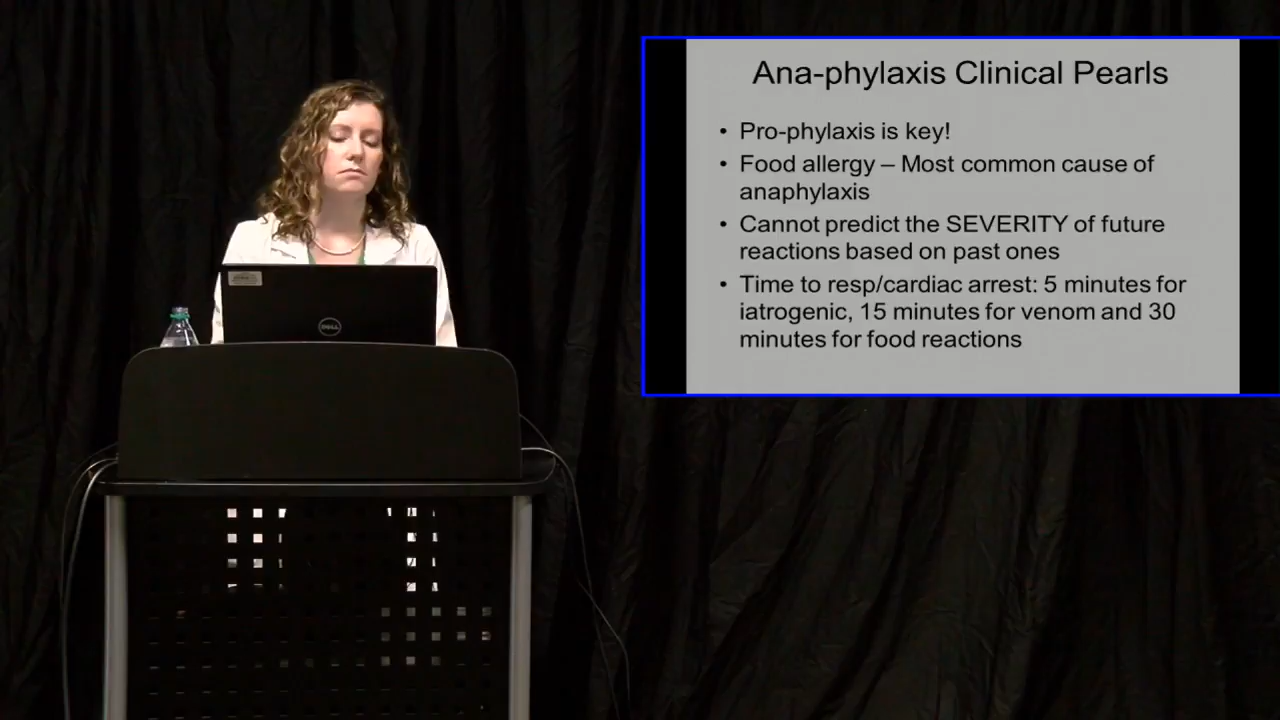 Ana-phylaxis Clinical Pearls
• Pro-phylaxis is key!
• Food allergy – Most common cause of
anaphylaxis
• Cannot predict the SEVERITY of future
reactions based on past ones
• Time to resp/cardiac arrest: 5 minutes for
iatrogenic, 15 minutes for venom and 30
minutes for food reactions
DELL